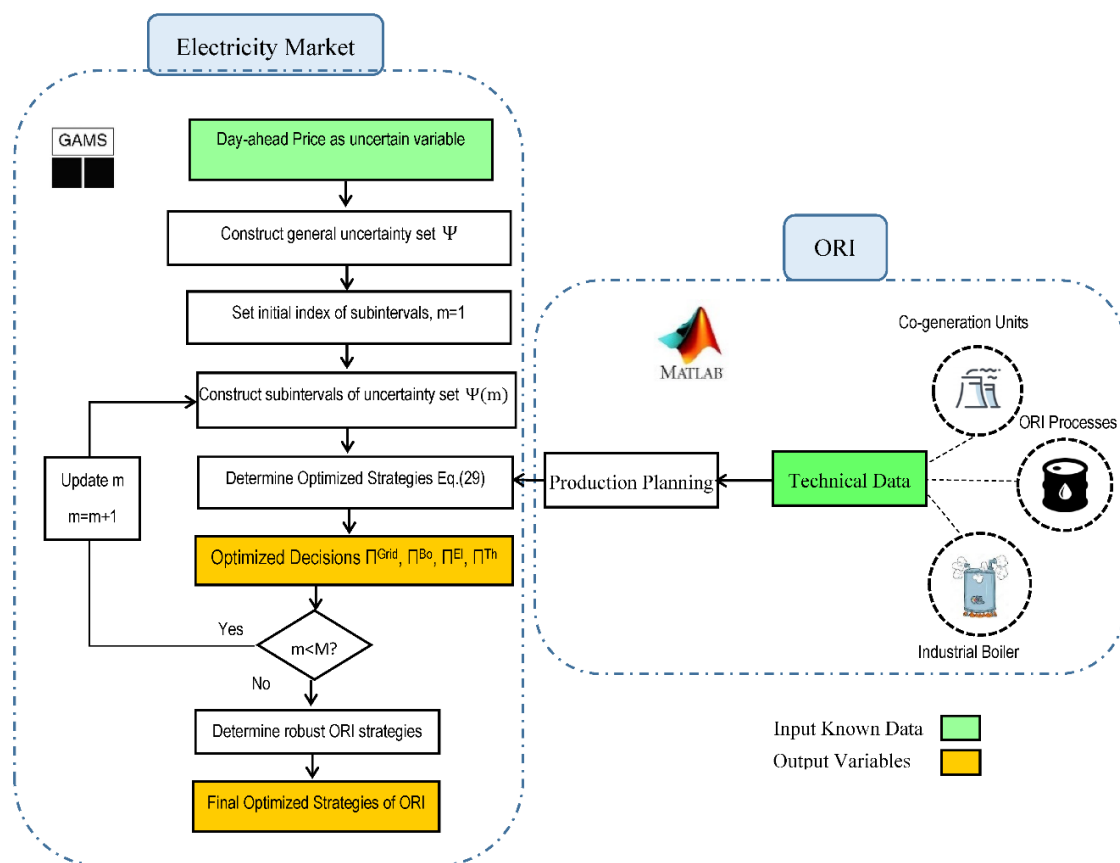 Electricity Market
GAMS
Day-ahead Price as uncertain variable
Construct general uncertainty set Ψ
Set initial index of subintervals, m=1
Construct subintervals of uncertainty set Ψ(m)
Update m
m=m+1
Determine Optimized Strategies Eq.(29)
Optimized Decisions Π^Grid, Π^Bo, Π^El, Π^Th
Yes
m<M?
No
Determine robust ORI strategies
Final Optimized Strategies of ORI
ORI
MATLAB
Co-generation Units
ORI Processes
Production Planning
Technical Data
Industrial Boiler
Input Known Data
Output Variables